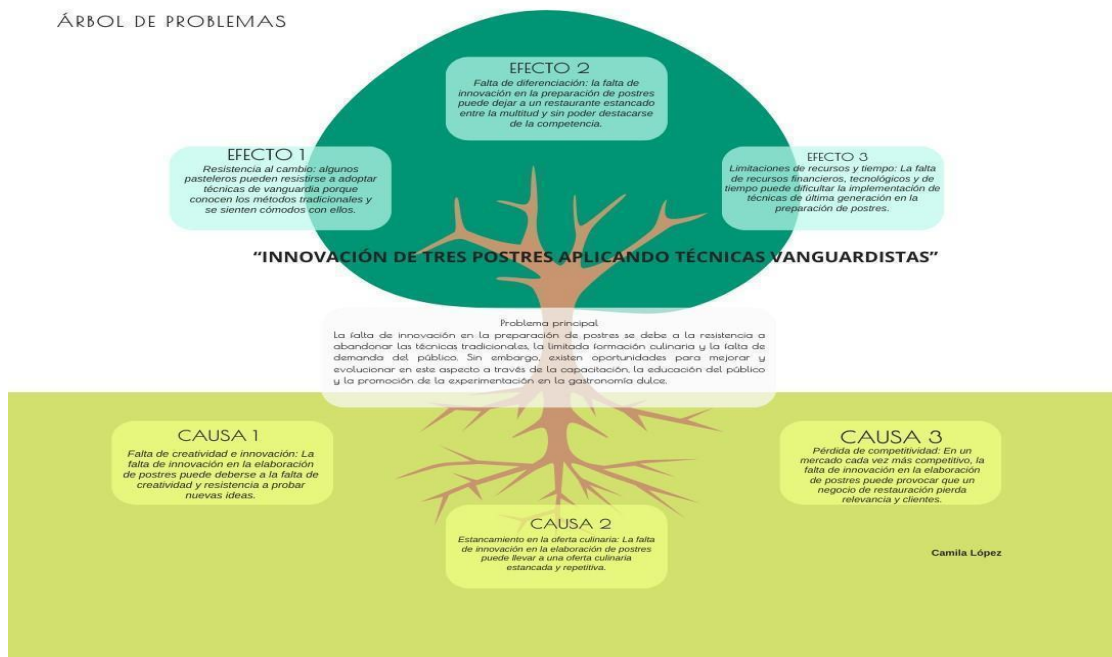 ÁRBOL DE PROBLEMAS
EFECTO 2
Falta de diferenciación: la falta de
innovación en la preparación de postres
puede dejar a un restaurante estancado
entre la multitud y sin poder destacarse
de la competencia.
EFECTO 1
Resistencia al cambio: algunos
pasteleros pueden resistirse a adoptar
técnicas de vanguardia porque
conocen los métodos tradicionales y
se sienten cómodos con ellos.
EFECTO 3
Limitaciones de recursos y tiempo: La falta
de recursos financieros, tecnológicos y de
tiempo puede dificultar la implementación de
técnicas de última generación en la
preparación de postres.
“INNOVACIÓN DE TRES POSTRES APLICANDO TÉCNICAS VANGUARDISTAS”
Problema principal
La falta de innovación en la preparación de postres se debe a la resistencia a
abandonar las técnicas tradicionales, la limitada formación culinaria y la falta de
demanda del público. Sin embargo, existen oportunidades para mejorar y
evolucionar en este aspecto a través de la capacitación, la educación del público
y la promoción de la experimentación en la gastronomía dulce.
CAUSA 1
Falta de creatividad e innovación: La
falta de innovación en la elaboración
de postres puede deberse a la falta de
creatividad y resistencia a probar
nuevas ideas.
CAUSA 3
Pérdida de competitividad: En un
mercado cada vez más competitivo, la
falta de innovación en la elaboración
de postres puede provocar que un
negocio de restauración pierda
relevancia y clientes.
CAUSA 2
Estancamiento en la oferta culinaria: La falta
de innovación en la elaboración de postres
puede llevar a una oferta culinaria
estancada y repetitiva.
Camila López